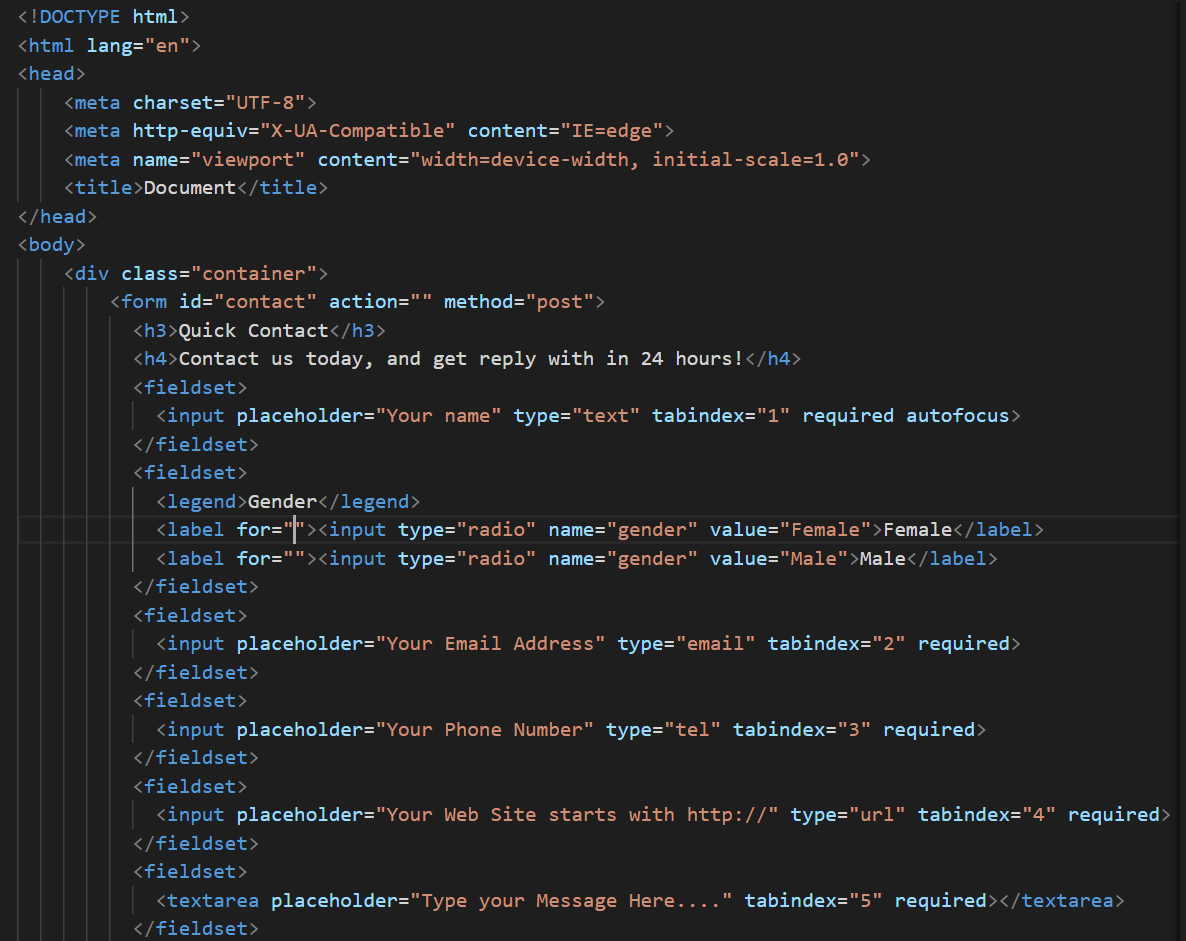 <!DOCTYPE html>
<html lang="en">
<head>
    <meta charset="UTF-8">
    <meta http-equiv="X-UA-Compatible" content="IE=edge">
    <meta name="viewport" content="width=device-width, initial-scale=1.0">
    <title>Document</title>
</head>
<body>
    <div class="container">
        <form id="contact" action="" method="post">
          <h3>Quick Contact</h3>
          <h4>Contact us today, and get reply with in 24 hours!</h4>
          <fieldset>
            <input placeholder="Your name" type="text" tabindex="1" required autofocus>
          </fieldset>
          <fieldset>
            <legend>Gender</legend>
            <label for=""><input type="radio" name="gender" value="Female">Female</label>
            <label for=""><input type="radio" name="gender" value="Male">Male</label>
          </fieldset>
          <fieldset>
            <input placeholder="Your Email Address" type="email" tabindex="2" required>
          </fieldset>
          <fieldset>
            <input placeholder="Your Phone Number" type="tel" tabindex="3" required>
          </fieldset>
          <fieldset>
            <input placeholder="Your Web Site starts with http://" type="url" tabindex="4" required>
          </fieldset>
          <fieldset>
            <textarea placeholder="Type your Message Here...." tabindex="5" required></textarea>
          </fieldset>